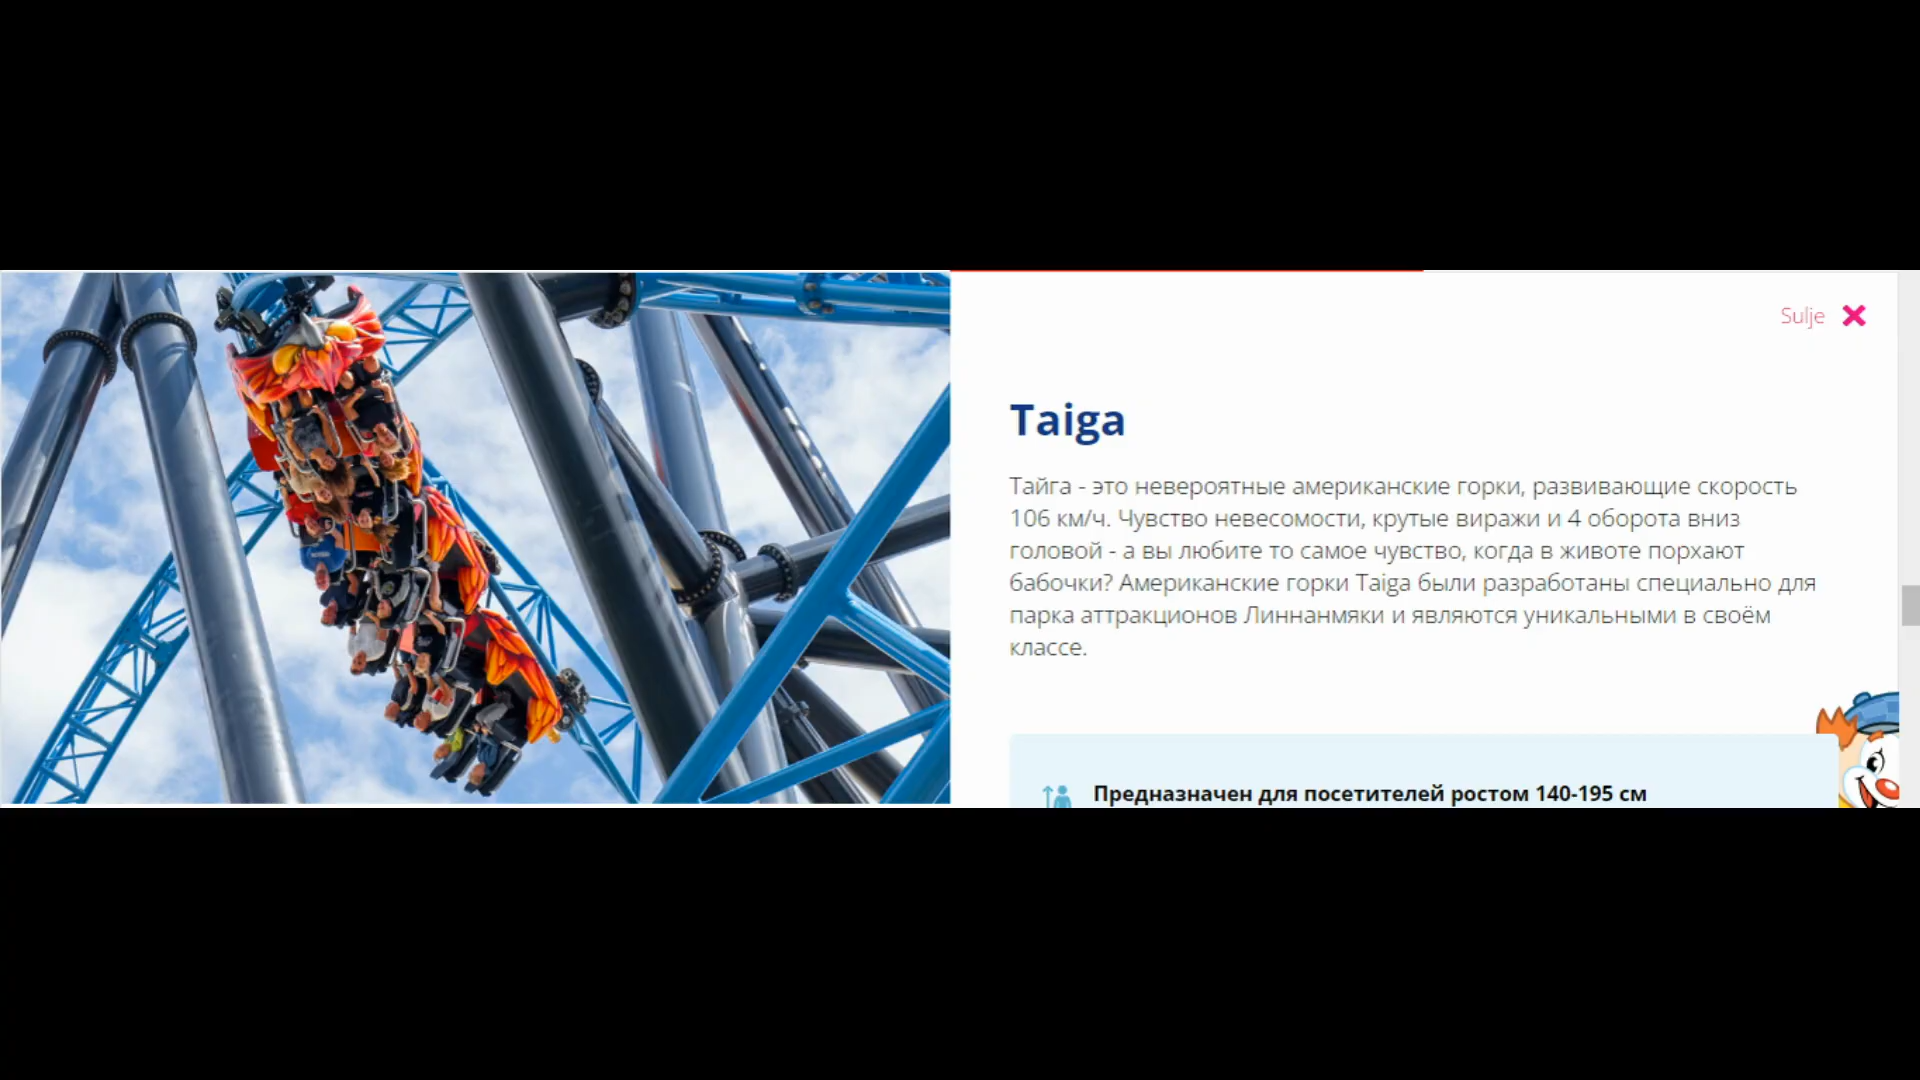 Sulje
Taiga
Тайга - это невероятные американские горки, развивающие скорость
106 км/ч. Чувство невесомости, крутые виражи и 4 оборота вниз
головой - а вы любите то самое чувство, когда в животе порхают
бабочки? Американские горки Taiga были разработаны специально для
парка аттракционов Линнанмяки и являются уникальными в своём
классе.
Предназначен для посетителей ростом 140-195 см